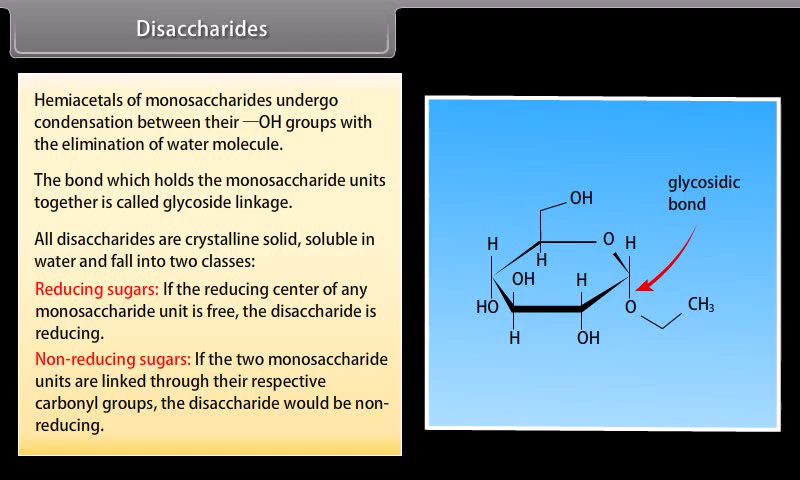 Disaccharides
Hemiacetals of monosaccharides undergo
condensation between their —OH groups with
the elimination of water molecule.
The bond which holds the monosaccharide units
together is called glycoside linkage.
All disaccharides are crystalline solid, soluble in
water and fall into two classes:
Reducing sugars: If the reducing center of any
monosaccharide unit is free, the disaccharide is
reducing.
Non-reducing sugars: If the two monosaccharide
units are linked through their respective
carbonyl groups, the disaccharide would be non-
reducing.
glycosidic
bond
OH
H O H
H
OH H
HO O CH₃
H OH